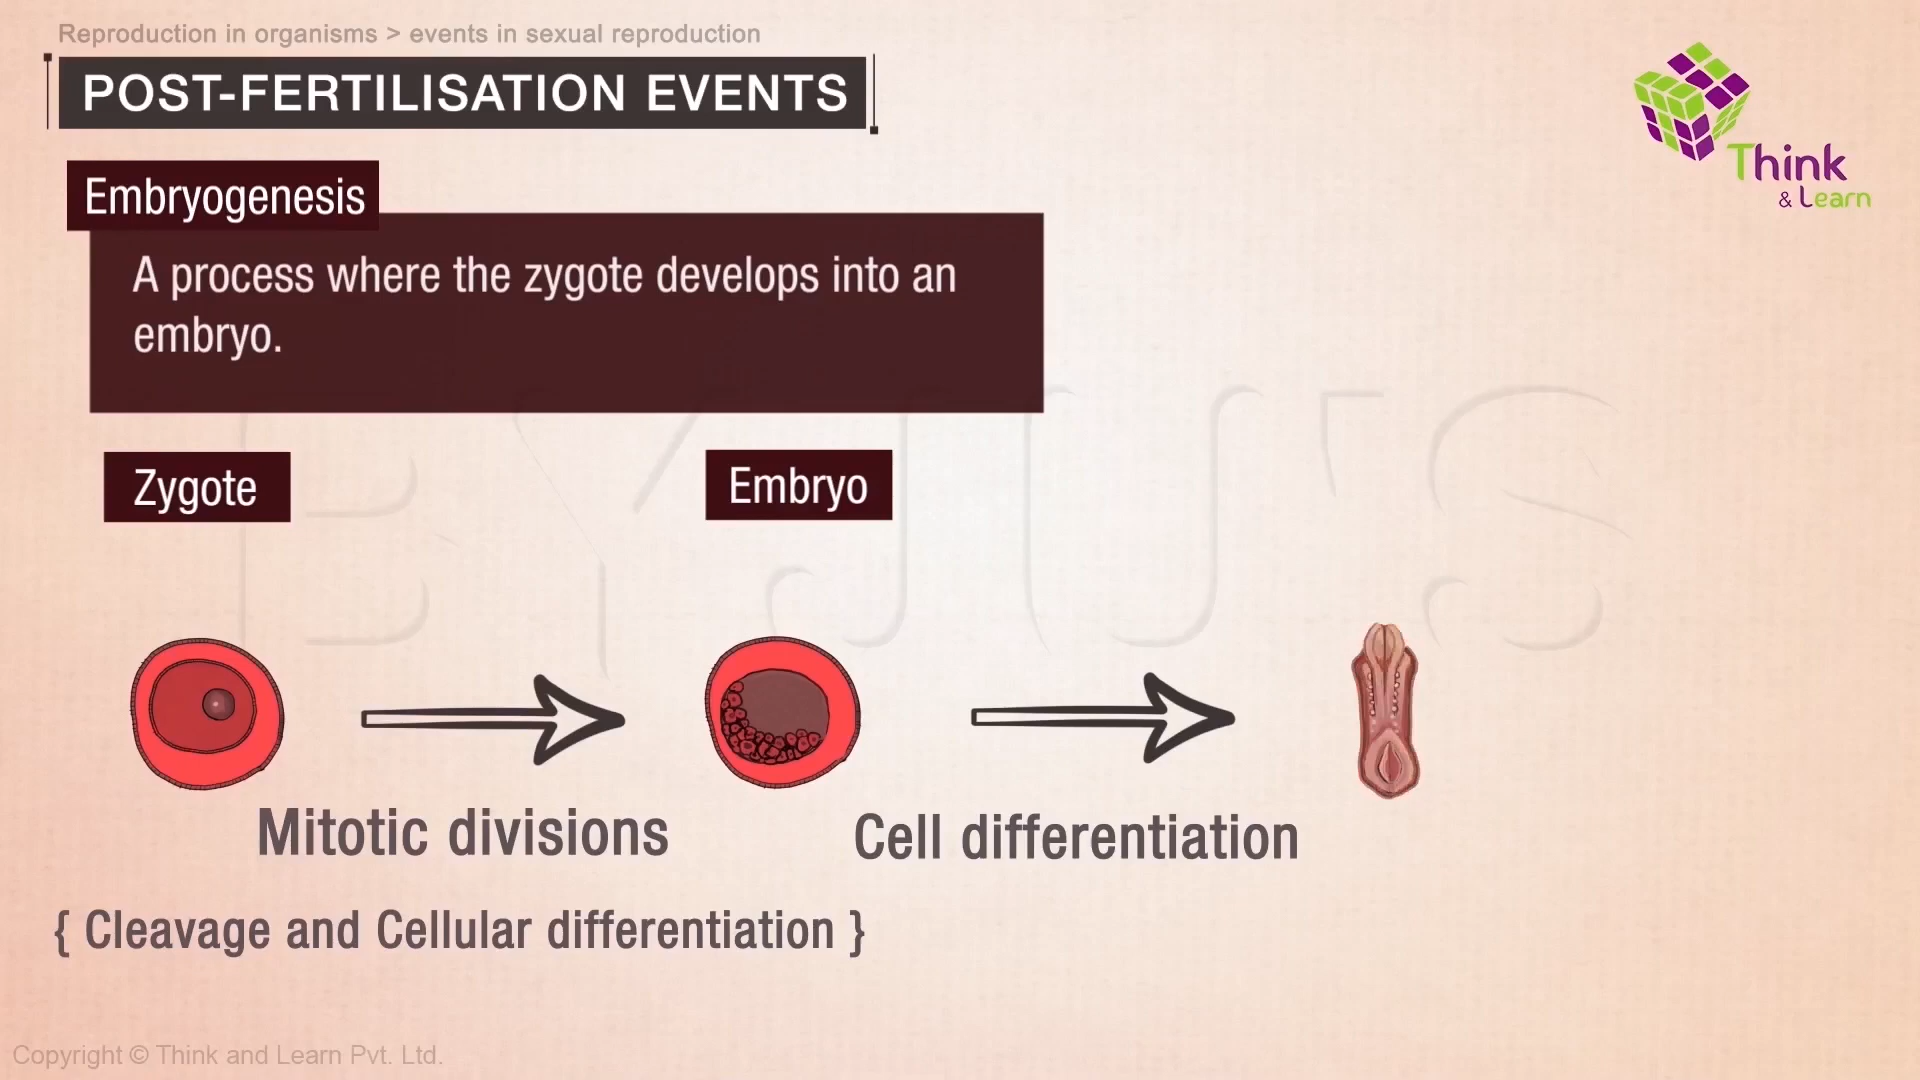 Reproduction in organisms > events in sexual reproduction
POST-FERTILISATION EVENTS
Think
& Learn
Embryogenesis
A process where the zygote develops into an
embryo.
BYJU'S
Zygote
Embryo
Mitotic divisions
Cell differentiation
{ Cleavage and Cellular differentiation }
Copyright © Think and Learn Pvt. Ltd.